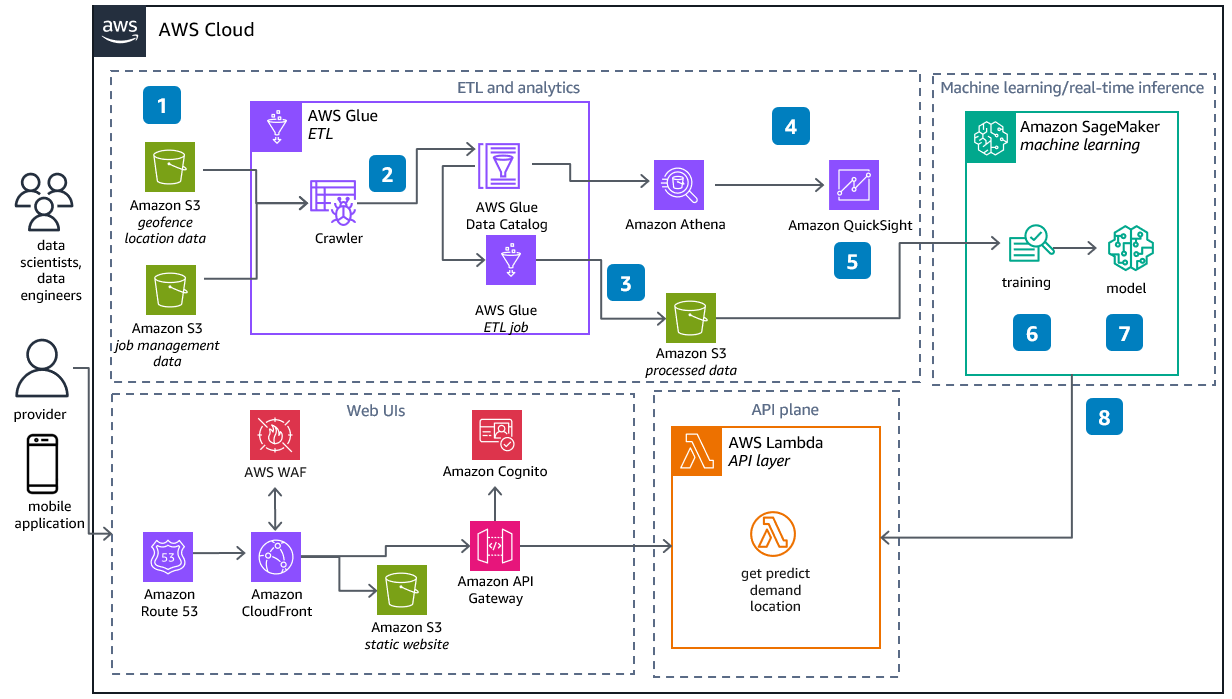 aws
AWS Cloud
ETL and analytics
1
Amazon S3
geofence
location data
Amazon S3
job management
data
AWS Glue
ETL
2
Crawler
AWS Glue
Data Catalog
AWS Glue
ETL job
3
Amazon Athena
4
Amazon QuickSight
5
Amazon S3
processed data
Machine learning/real-time inference
Amazon SageMaker
machine learning
training
model
6
7
8
data
scientists,
data
engineers
provider
mobile
application
Web UIs
AWS WAF
Amazon Cognito
53
Amazon
Route 53
Amazon
CloudFront
Amazon S3
static website
</>
Amazon API
Gateway
API plane
AWS Lambda
API layer
get predict
demand
location